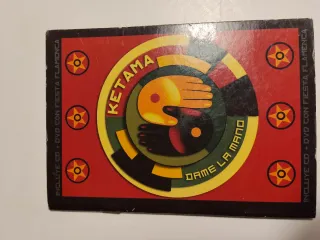 KETAMA
DAME LA MANO
INCLUYE CD + DVD CON FIESTA FLAMENCA
INCLUYE CD + DVD CON FIESTA FLAMENCA